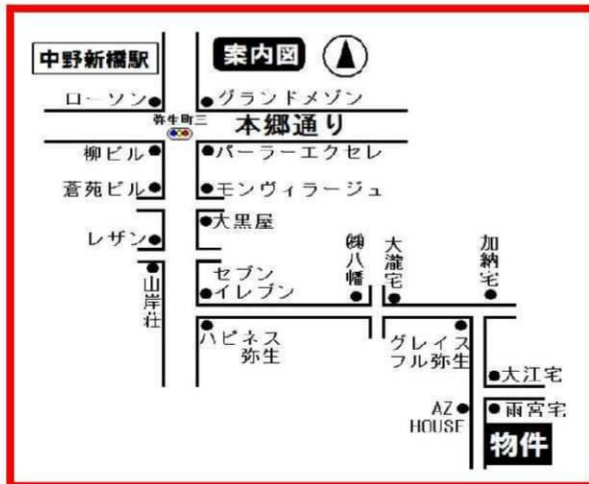 中野新橋駅
案内図
ローソン
グランドメゾン
弥生町三
本郷通り
柳ビル
パーラーエクセレ
蒼苑ビル
モンヴィラージュ
大黒屋
レザン
山岸荘
セブン
イレブン
㈱八幡
大瀧宅
加納宅
ハピネス
弥生
グレイス
フル弥生
大江宅
AZ
HOUSE
雨宮宅
物件